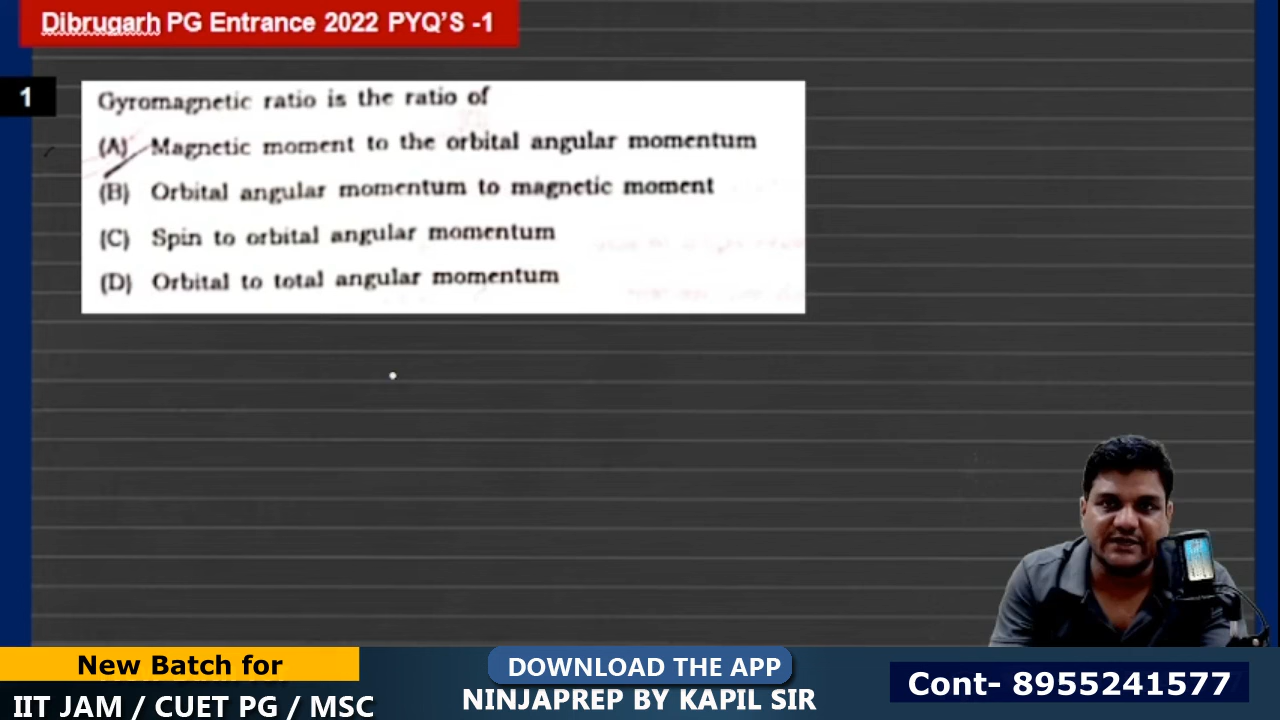 Dibrugarh PG Entrance 2022 PYQ'S -1
1
Gyromagnetic ratio is the ratio of
(A) Magnetic moment to the orbital angular momentum
(B) Orbital angular momentum to magnetic moment
(C) Spin to orbital angular momentum
(D) Orbital to total angular momentum
New Batch for
IIT JAM / CUET PG / MSC
DOWNLOAD THE APP
NINJAPREP BY KAPIL SIR
Cont- 8955241577